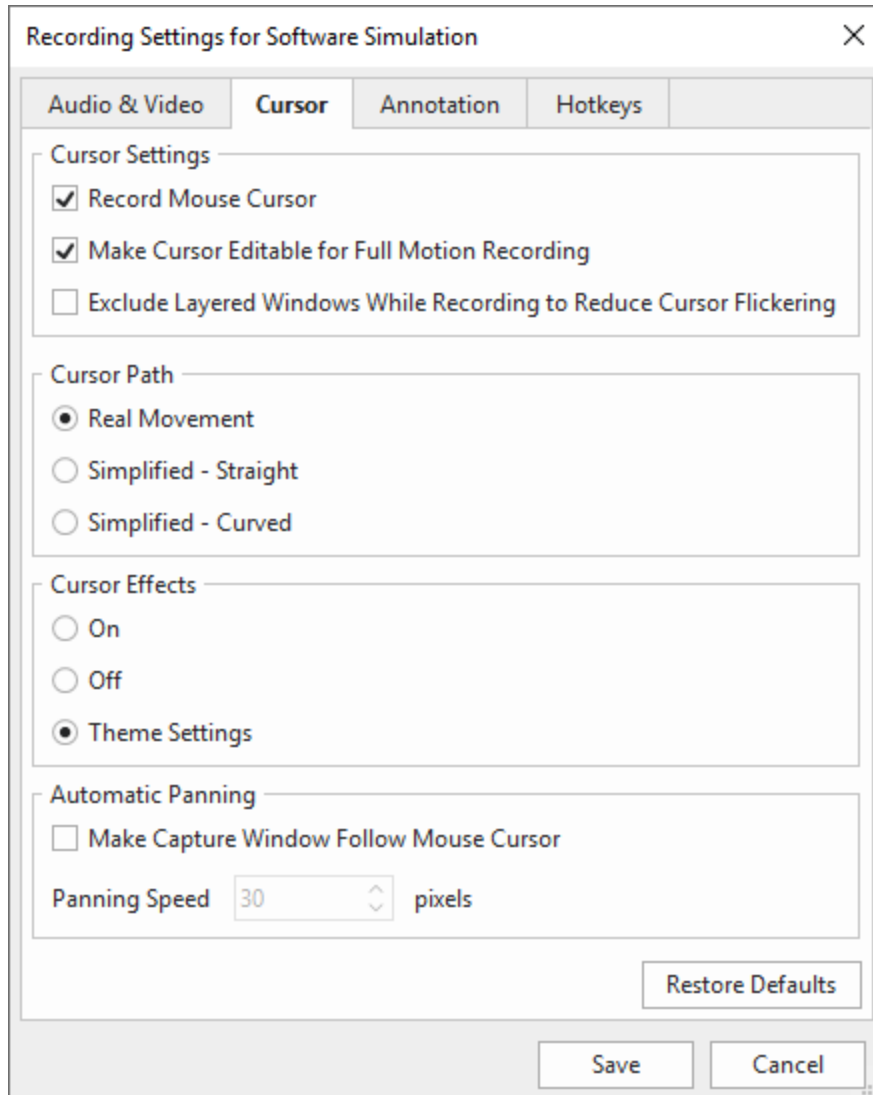 Recording Settings for Software Simulation
Audio & Video Cursor Annotation Hotkeys
Cursor Settings
Record Mouse Cursor
Make Cursor Editable for Full Motion Recording
Exclude Layered Windows While Recording to Reduce Cursor Flickering
Cursor Path
Real Movement
Simplified - Straight
Simplified - Curved
Cursor Effects
On
Off
Theme Settings
Automatic Panning
Make Capture Window Follow Mouse Cursor
Panning Speed 30 pixels
Restore Defaults
Save Cancel